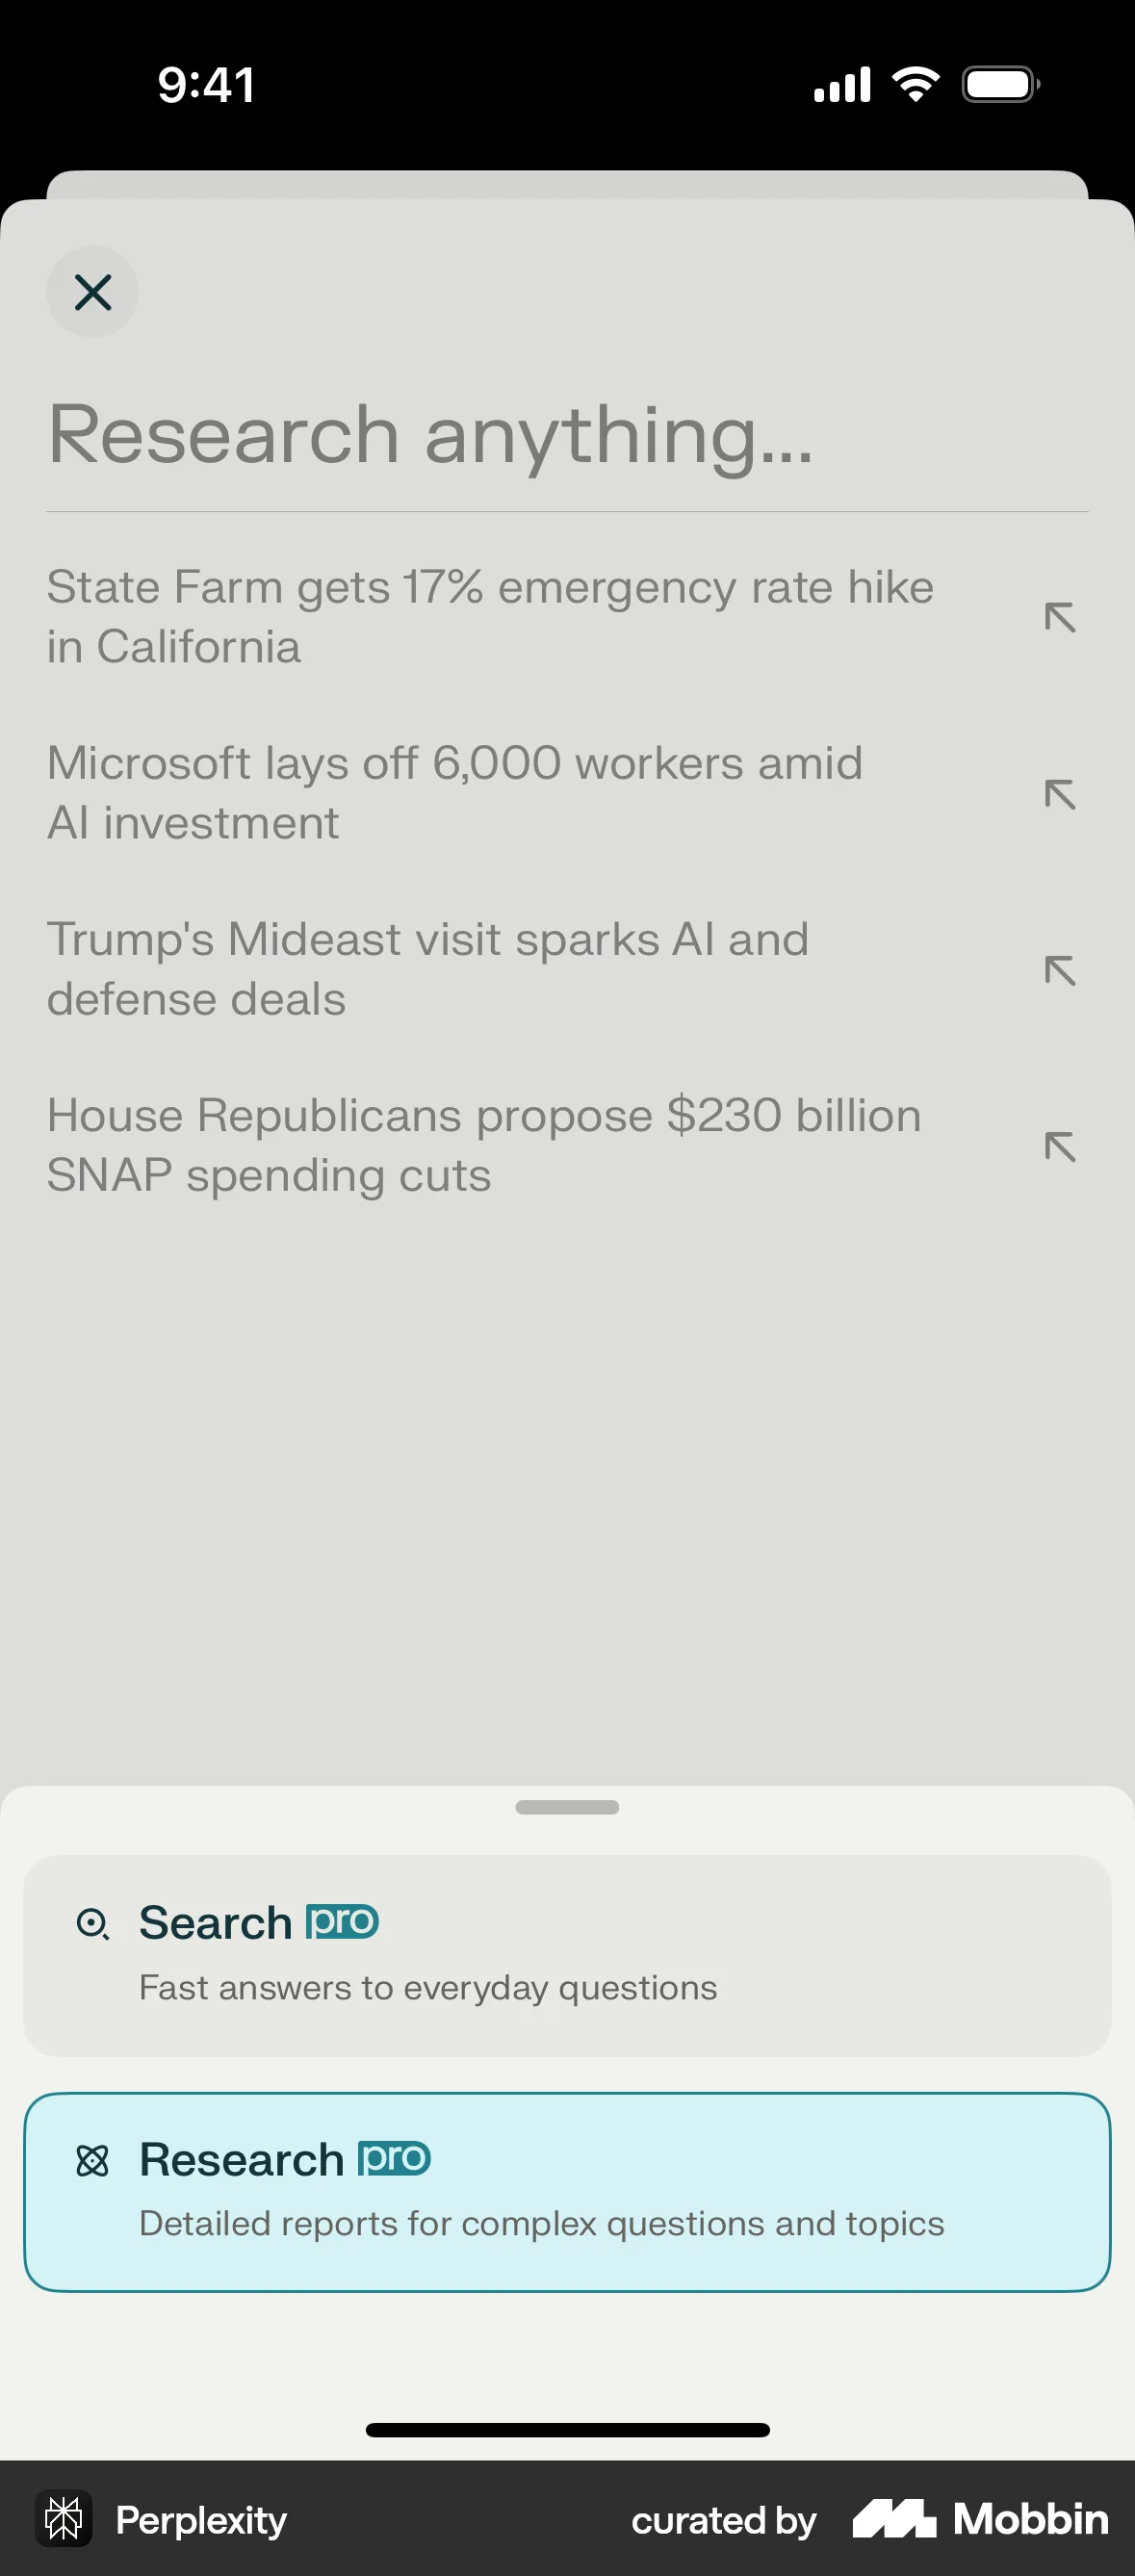 9:41
Research anything...
State Farm gets 17% emergency rate hike
in California
Microsoft lays off 6,000 workers amid
AI investment
Trump's Mideast visit sparks AI and
defense deals
House Republicans propose $230 billion
SNAP spending cuts
Search pro
Fast answers to everyday questions
Research pro
Detailed reports for complex questions and topics
Perplexity
curated by Mobbin